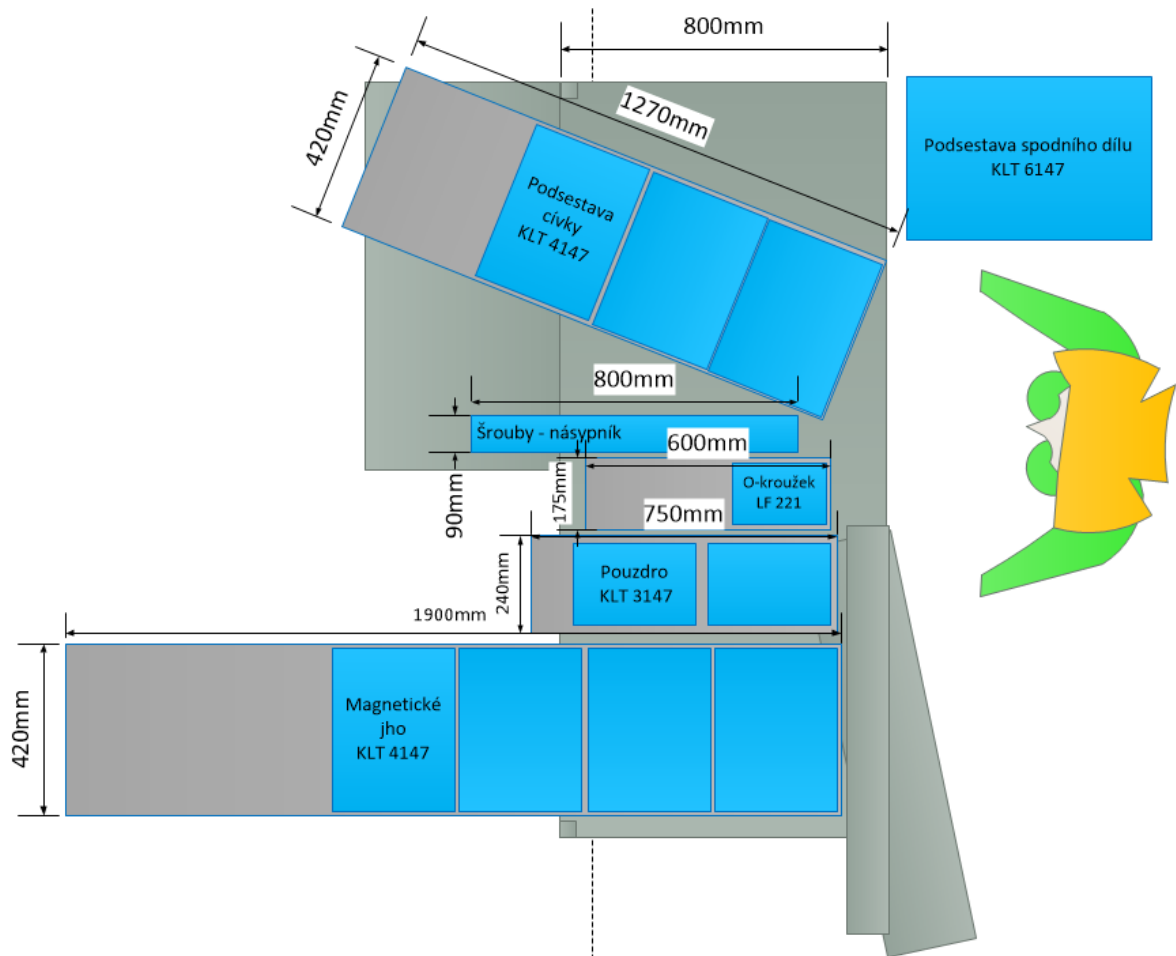 800mm
1270mm
420mm
Podsestava spodního dílu
KLT 6147
Podsestava
cívky
KLT 4147
800mm
Šrouby - násypník
90mm
600mm
175mm
O-kroužek
LF 221
750mm
240mm
Pouzdro
KLT 3147
1900mm
420mm
Magnetické
jho
KLT 4147